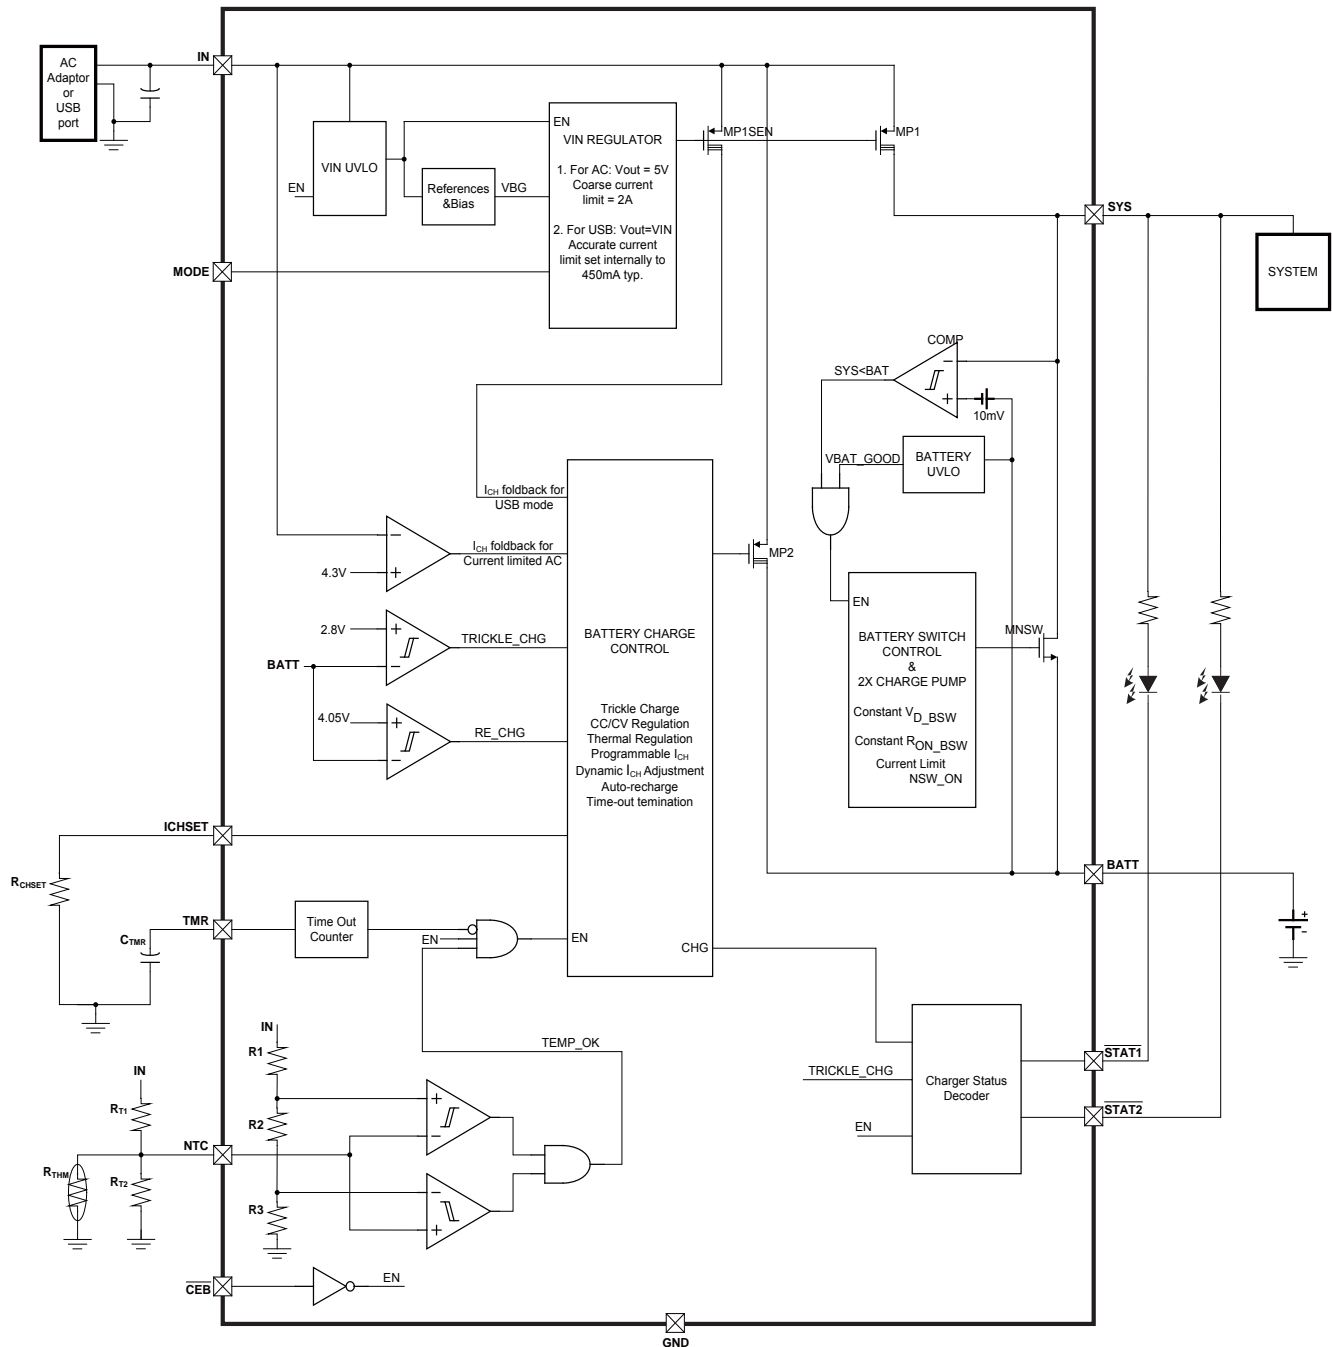 IN
AC
Adaptor
or
USB
port
VIN UVLO
EN
References
&Bias
VBG
EN
VIN REGULATOR
1. For AC: Vout = 5V
Coarse current
limit = 2A
2. For USB: Vout=VIN
Accurate current
limit set internally to
450mA typ.
MP1SEN
MP1
SYS
SYSTEM
MODE
COMP
SYS<BAT
−
+
10mV
VBAT_GOOD
BATTERY
UVLO
ICH foldback for
USB mode
−
4.3V
+
ICH foldback for
Current limited AC
MP2
2.8V
+
TRICKLE_CHG
BATT
−
4.05V
+
RE_CHG
−
BATTERY CHARGE
CONTROL
Trickle Charge
CC/CV Regulation
Thermal Regulation
Programmable ICH
Dynamic ICH Adjustment
Auto-recharge
Time-out temination
EN
BATTERY SWITCH
CONTROL
&
2X CHARGE PUMP
Constant VD_BSW
Constant RON_BSW
Current Limit
NSW_ON
MNSW
ICHSET
RCHSET
BATT
+
-
TMR
CTMR
Time Out
Counter
EN
EN
CHG
IN
R1
TEMP_OK
R2
+
−
R3
−
+
IN
RT1
NTC
RTHM
RT2
TRICKLE_CHG
EN
Charger Status
Decoder
STAT1
STAT2
CEB
EN
GND